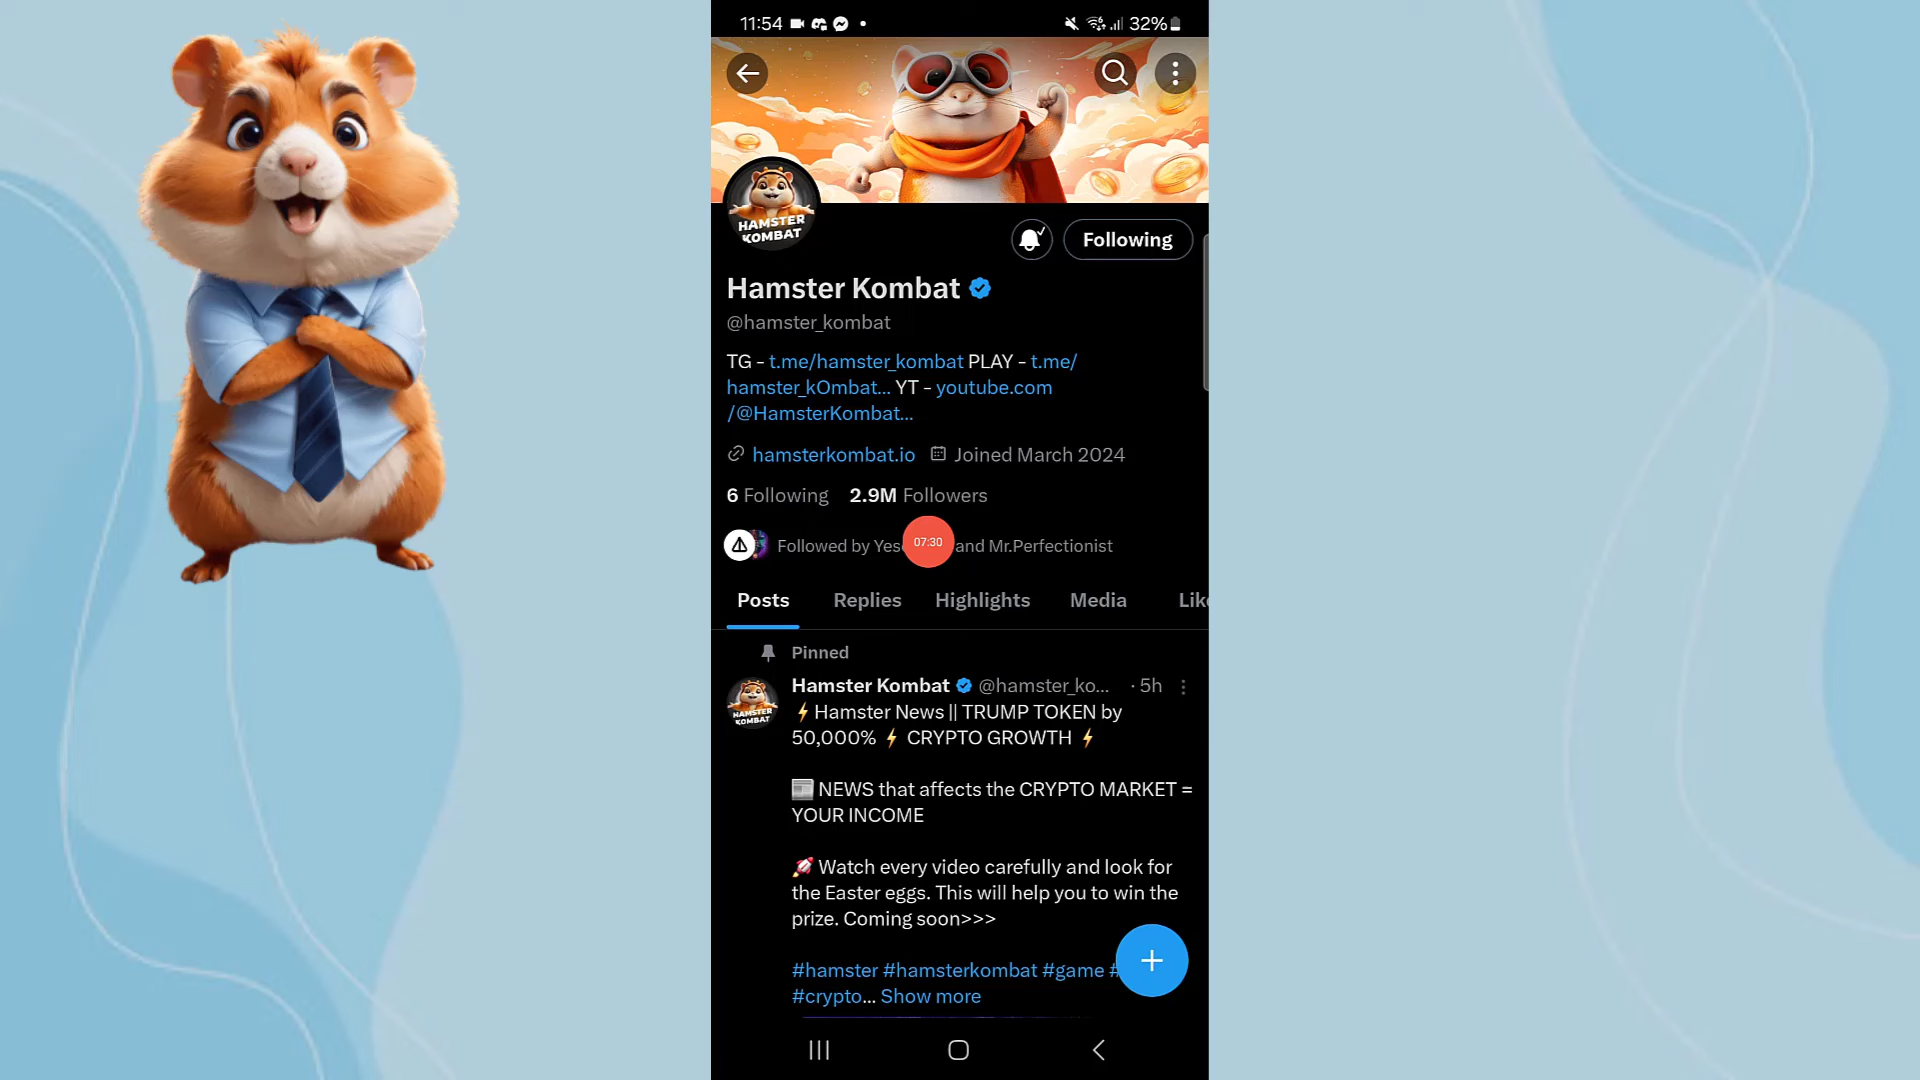 11:54
32%
HAMSTER
KOMBAT
Following
Hamster Kombat
@hamster_kombat
TG - t.me/hamster_kombat PLAY - t.me/
hamster_kOmbat... YT - youtube.com
/@HamsterKombat...
hamsterkombat.io Joined March 2024
6 Following 2.9M Followers
Followed by Yes and Mr.Perfectionist
07:30
Posts Replies Highlights Media Like
Pinned
Hamster Kombat @hamster_ko... · 5h
HAMSTER
KOMBAT
⚡Hamster News || TRUMP TOKEN by
50,000% ⚡ CRYPTO GROWTH ⚡
📰 NEWS that affects the CRYPTO MARKET =
YOUR INCOME
🚀 Watch every video carefully and look for
the Easter eggs. This will help you to win the
prize. Coming soon>>>
#hamster #hamsterkombat #game #
#crypto... Show more